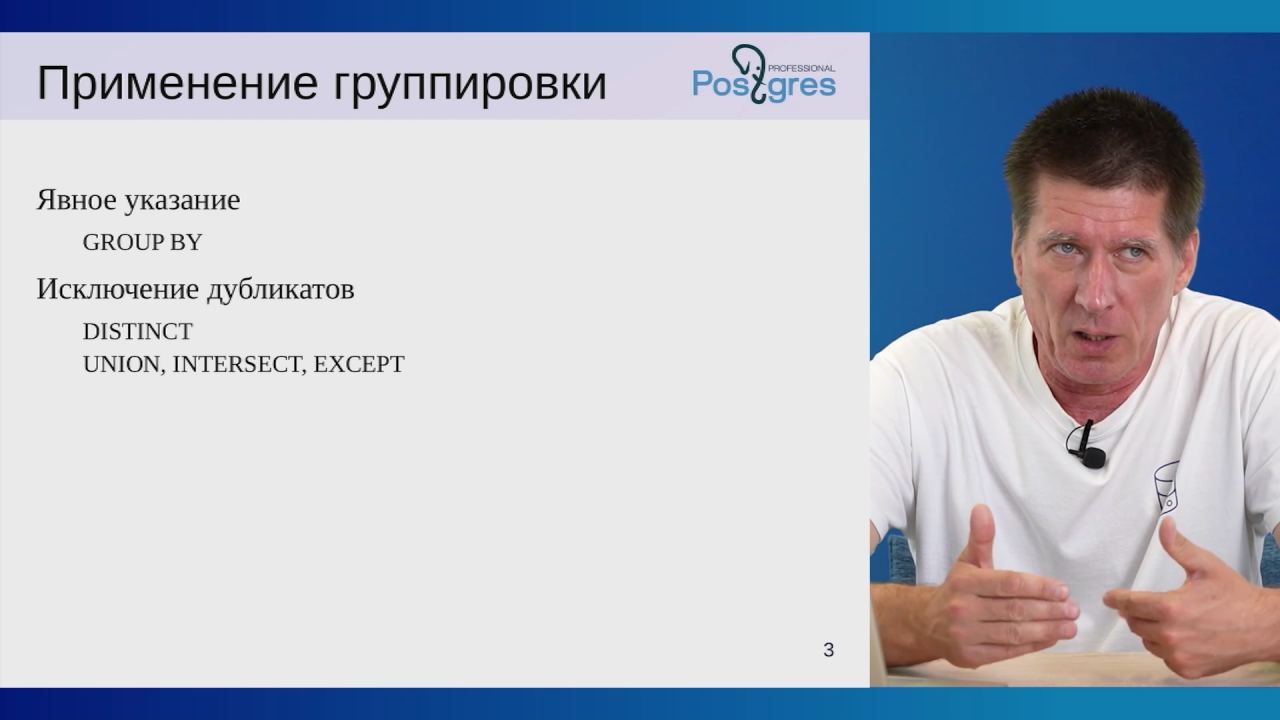 Применение группировки
PROFESSIONAL
Postgres
Явное указание
GROUP BY
Исключение дубликатов
DISTINCT
UNION, INTERSECT, EXCEPT
3